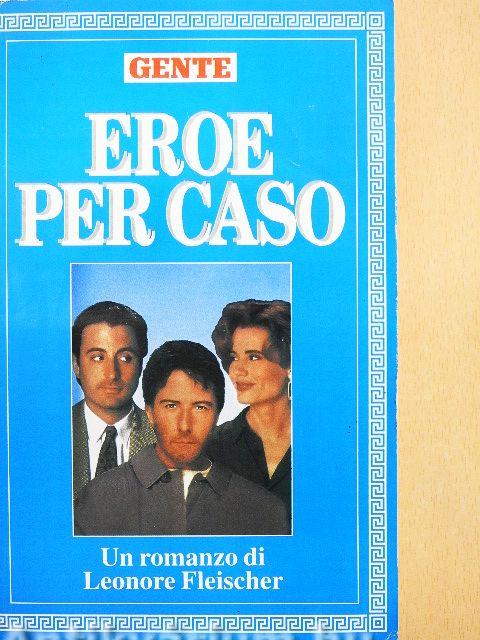 GENTE
EROE
PER CASO
Un romanzo di
Leonore Fleischer